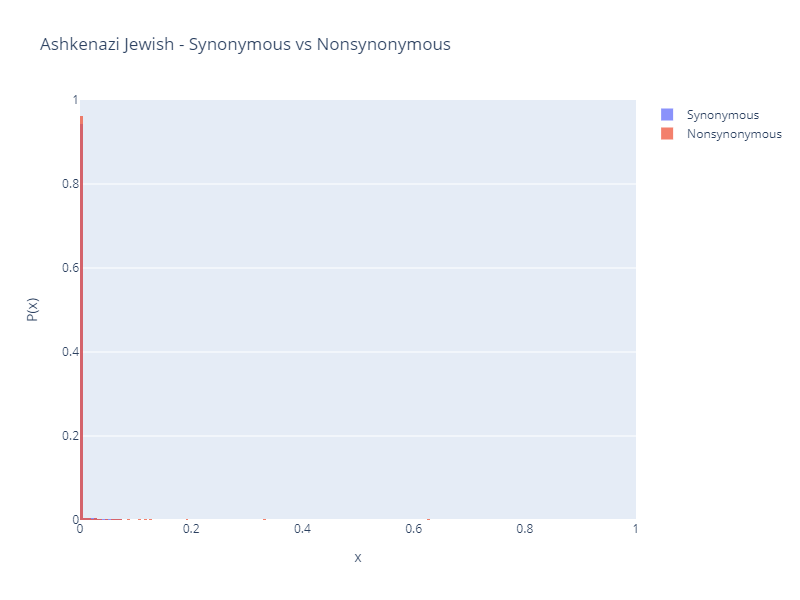 Ashkenazi Jewish - Synonymous vs Nonsynonymous
Synonymous
Nonsynonymous
P(x)
1
0.8
0.6
0.4
0.2
0
0 0.2 0.4 0.6 0.8 1
x